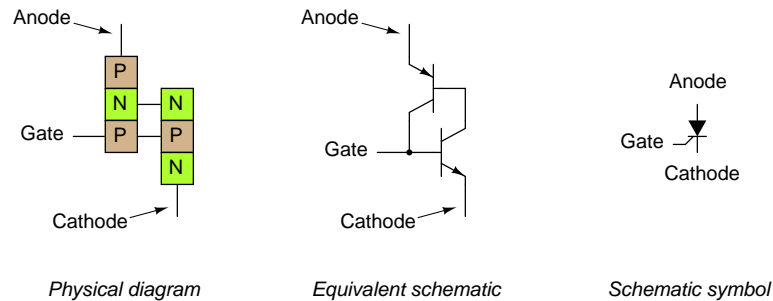 Anode
P
N
N
Gate
P
P
N
Cathode
Physical diagram
Anode
Gate
Cathode
Equivalent schematic
Anode
Gate
Cathode
Schematic symbol